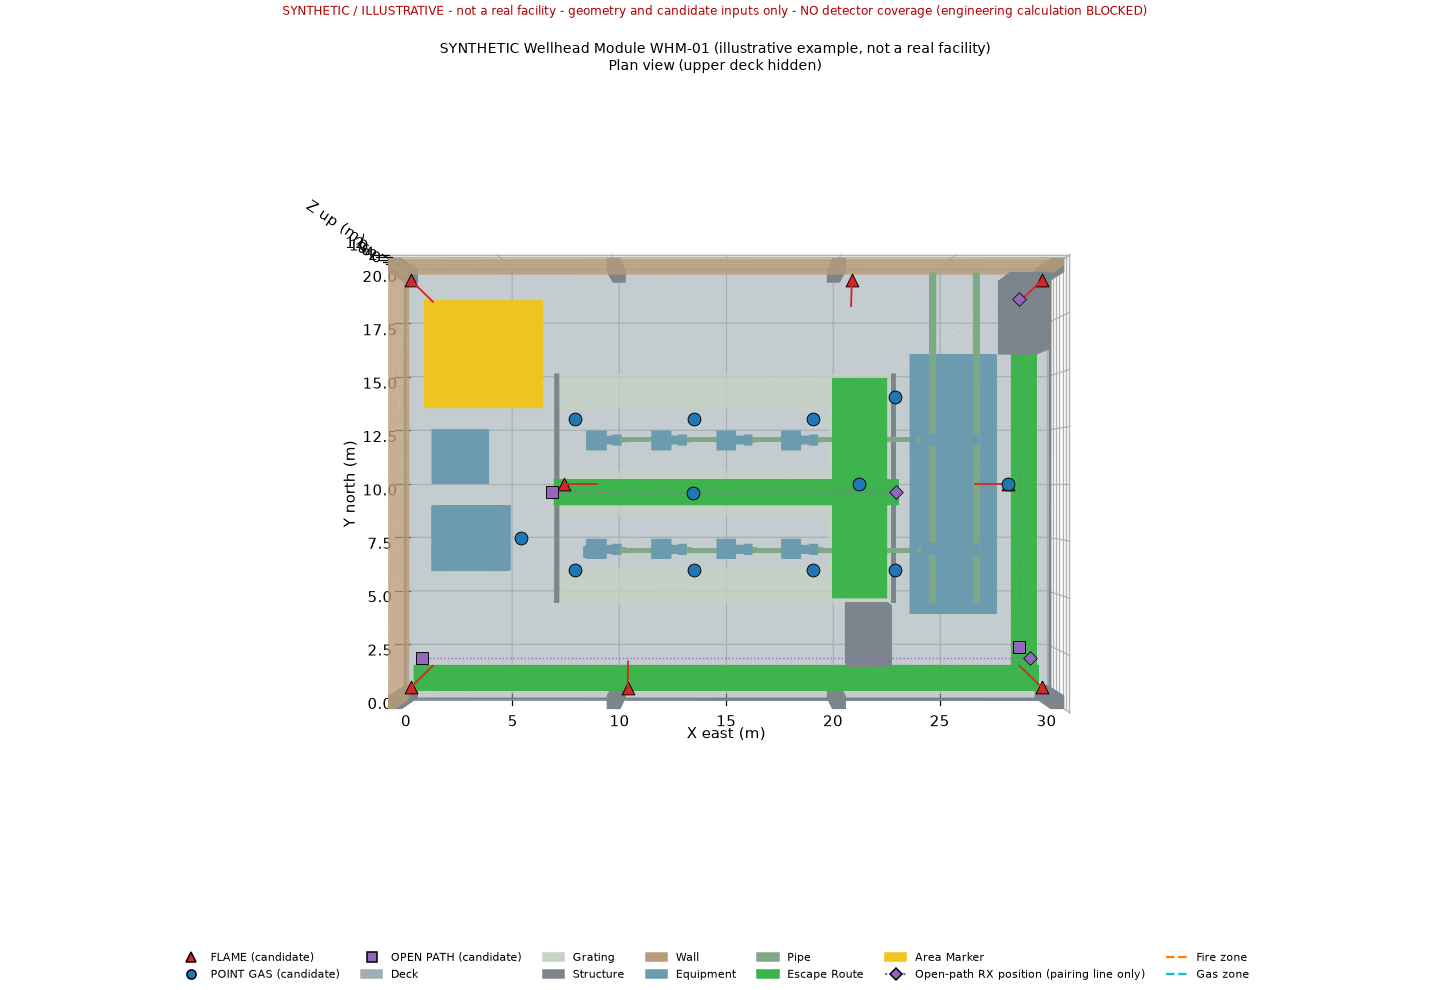 SYNTHETIC / ILLUSTRATIVE - not a real facility - geometry and candidate inputs only - NO detector coverage (engineering calculation BLOCKED)
SYNTHETIC Wellhead Module WHM-01 (illustrative example, not a real facility)
Plan view (upper deck hidden)
Z up (m)
20.0
17.5
15.0
12.5
10.0
7.5
5.0
2.5
0.0
Y north (m)
0 5 10 15 20 25 30
X east (m)
FLAME (candidate)
POINT GAS (candidate)
OPEN PATH (candidate)
Deck
Grating
Structure
Wall
Equipment
Pipe
Escape Route
Area Marker
Open-path RX position (pairing line only)
Fire zone
Gas zone